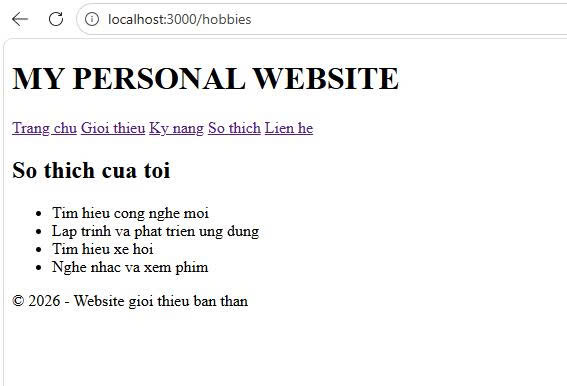 localhost:3000/hobbies
MY PERSONAL WEBSITE
Trang chu Gioi thieu Ky nang So thich Lien he
So thich cua toi
Tim hieu cong nghe moi
Lap trinh va phat trien ung dung
Tim hieu xe hoi
Nghe nhac va xem phim
© 2026 - Website gioi thieu ban than